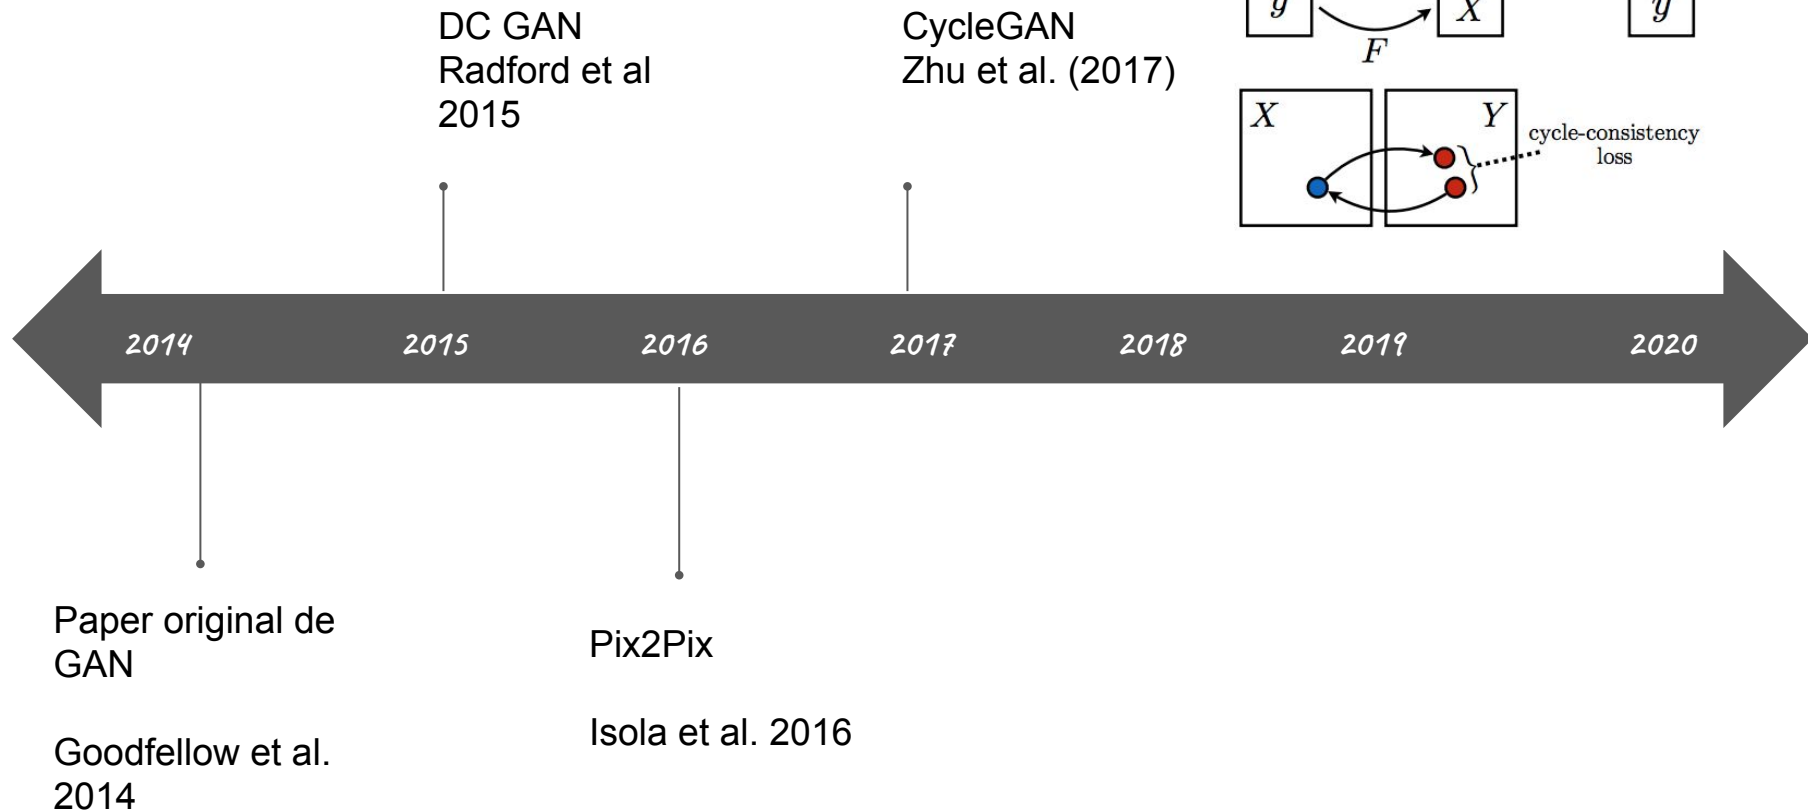 DC GAN
Radford et al
2015
CycleGAN
Zhu et al. (2017)
y
X
y
F
X
Y
cycle-consistency
loss
2014
2015
2016
2017
2018
2019
2020
Paper original de
GAN
Goodfellow et al.
2014
Pix2Pix
Isola et al. 2016